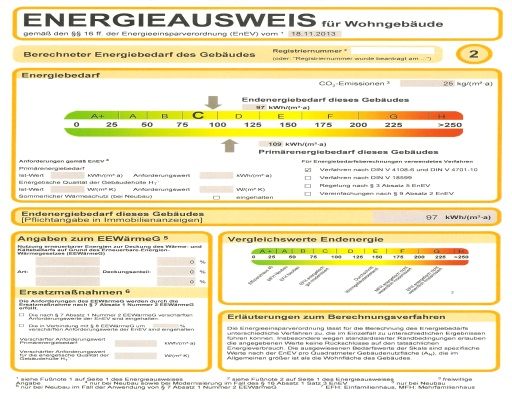 ENERGIEAUSWEIS für Wohngebäude
gemäß den §§ 16 ff. der Energieeinsparverordnung (EnEV) vom ¹ 18.11.2013
Berechneter Energiebedarf des Gebäudes
Registriernummer ²
(oder: "Registriernummer wurde beantragt am ...")
2
Energiebedarf
CO₂-Emissionen ³ 25 kg/(m²·a)
Endenergiebedarf dieses Gebäudes
97 kWh/(m²·a)
A+ A B C D E F G H
0 25 50 75 100 125 150 175 200 225 >250
109 kWh/(m²·a)
Primärenergiebedarf dieses Gebäudes
Anforderungen gemäß EnEV ⁴
Primärenergiebedarf
Ist-Wert kWh/(m²·a) Anforderungswert kWh/(m²·a)
Energetische Qualität der Gebäudehülle H
Ist-Wert W/(m²·K) Anforderungswert W/(m²·K)
Sommerlicher Wärmeschutz (bei Neubau) eingehalten
Für Energiebedarfsberechnungen verwendetes Verfahren
Verfahren nach DIN V 4108-6 und DIN V 4701-10
Verfahren nach DIN V 18599
Regelung nach § 3 Absatz 5 EnEV
Vereinfachungen nach § 9 Absatz 2 EnEV
Endenergiebedarf dieses Gebäudes
[Pflichtangabe in Immobilienanzeigen]
97 kWh/(m²·a)
Angaben zum EEWärmeG ⁵
Nutzung erneuerbarer Energien zur Deckung des Wärme- und
Kältebedarfs auf Grund des Erneuerbare-Energien-
Wärmegesetzes (EEWärmeG)
Art: Deckungsanteil:
0 %
0 %
0 %
Ersatzmaßnahmen ⁶
Die Anforderungen des EEWärmeG werden durch die
Ersatzmaßnahme nach § 7 Absatz 1 Nummer 2 EEWärmeG
erfüllt.
Die nach § 7 Absatz 1 Nummer 2 EEWärmeG verschärften
Anforderungswerte der EnEV sind eingehalten.
Die in Verbindung mit § 8 EEWärmeG um %
verschärften Anforderungswerte der EnEV sind eingehalten
Verschärfter Anforderungswert
Primärenergiebedarf: kWh/(m²·a)
Verschärfter Anforderungswert
für die energetische Qualität der
Gebäudehülle W/(m²·K)
Vergleichswerte Endenergie
A+ A B C D E F G H
0 25 50 75 100 125 150 175 200 225 >250
7
Erläuterungen zum Berechnungsverfahren
Die Energieeinsparverordnung lässt für die Berechnung des Energiebedarfs
unterschiedliche Verfahren zu, die im Einzelfall zu unterschiedlichen Ergebnissen
führen können. Insbesondere wegen standardisierter Randbedingungen erlauben
die angegebenen Werte keine Rückschlüsse auf den tatsächlichen
Energieverbrauch. Die ausgewiesenen Bedarfswerte der Skala sind spezifische
Werte nach der EnEV pro Quadratmeter Gebäudenutzfläche (Aₙ), die im
Allgemeinen größer ist als die Wohnfläche des Gebäudes.
¹ siehe Fußnote 1 auf Seite 1 des Energieausweises ² siehe Fußnote 2 auf Seite 1 des Energieausweises ³ freiwillige
Angabe ⁴ nur bei Neubau sowie bei Modernisierung im Fall des § 16 Absatz 1 Satz 3 EnEV ⁵ nur bei Neubau
⁶ nur bei Neubau im Fall der Anwendung von § 7 Absatz 1 Nummer 2 EEWärmeG ⁷ EFH: Einfamilienhaus, MFH: Mehrfamilienhaus